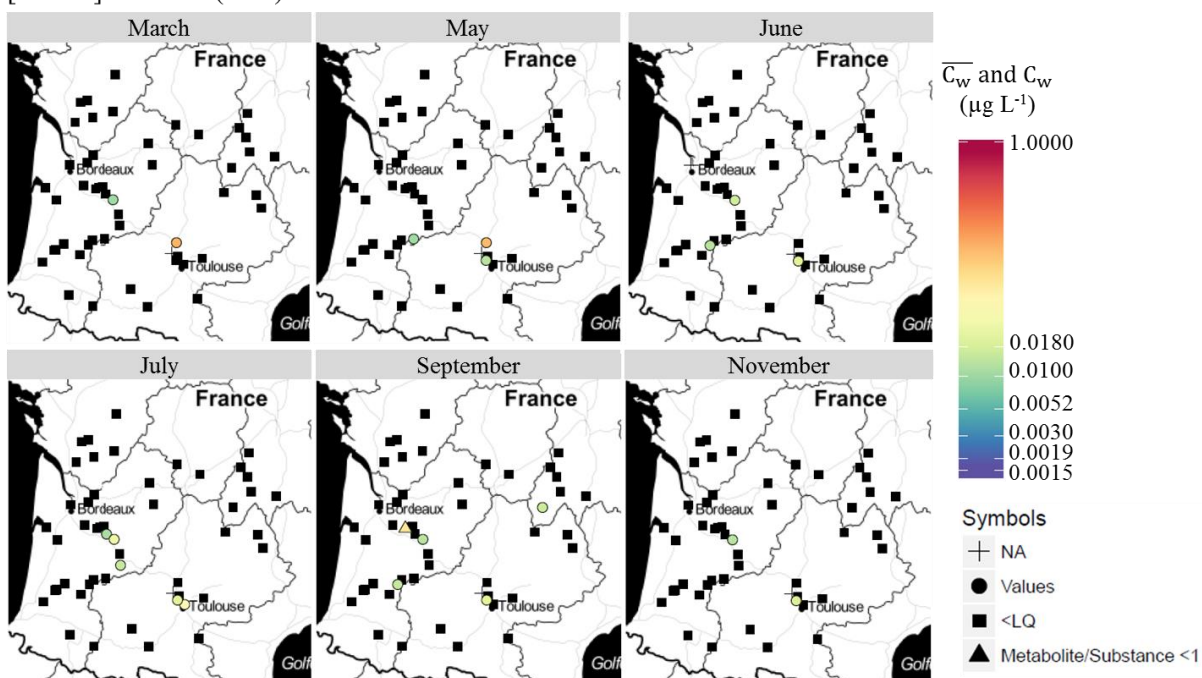 March
May
June
France
France
France
Bordeaux
Bordeaux
Bordeaux
Toulouse
Toulouse
Toulouse
Golf
Golf
Golf
July
September
November
France
France
France
Bordeaux
Bordeaux
Bordeaux
Toulouse
Toulouse
Toulouse
Golf
Golf
Golf
C̅w̅ and Cw
(µg L⁻¹)
1.0000
0.0180
0.0100
0.0052
0.0030
0.0019
0.0015
Symbols
NA
Values
<LQ
Metabolite/Substance <1